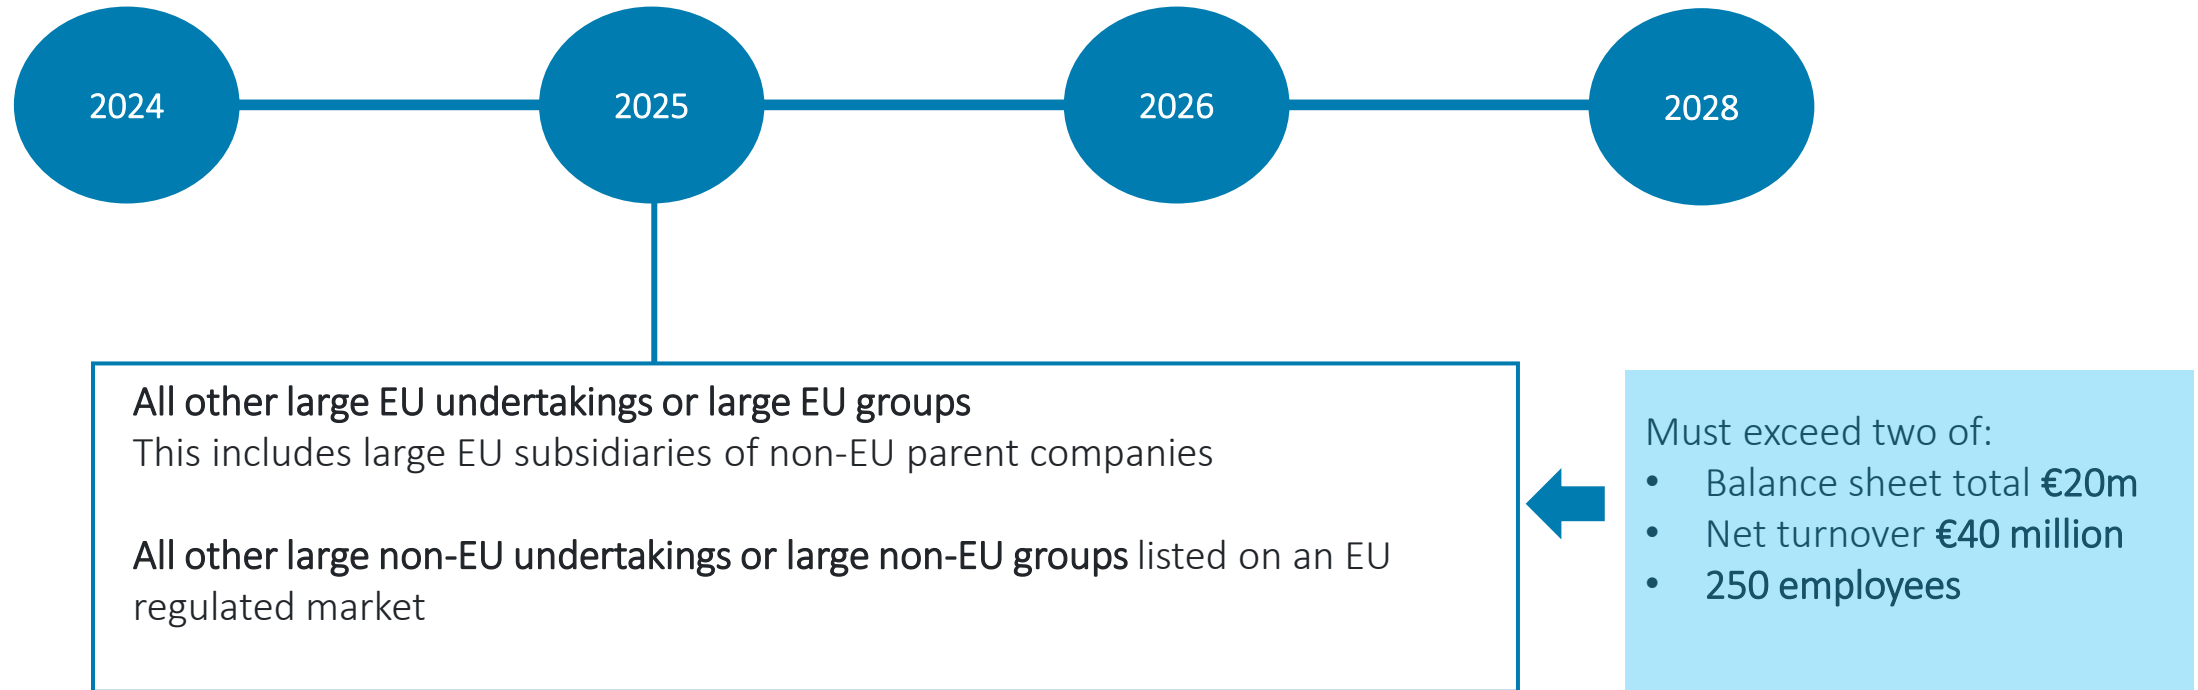 2024
2025
2026
2028
All other large EU undertakings or large EU groups
This includes large EU subsidiaries of non-EU parent companies
All other large non-EU undertakings or large non-EU groups listed on an EU
regulated market
Must exceed two of:
• Balance sheet total €20m
• Net turnover €40 million
• 250 employees